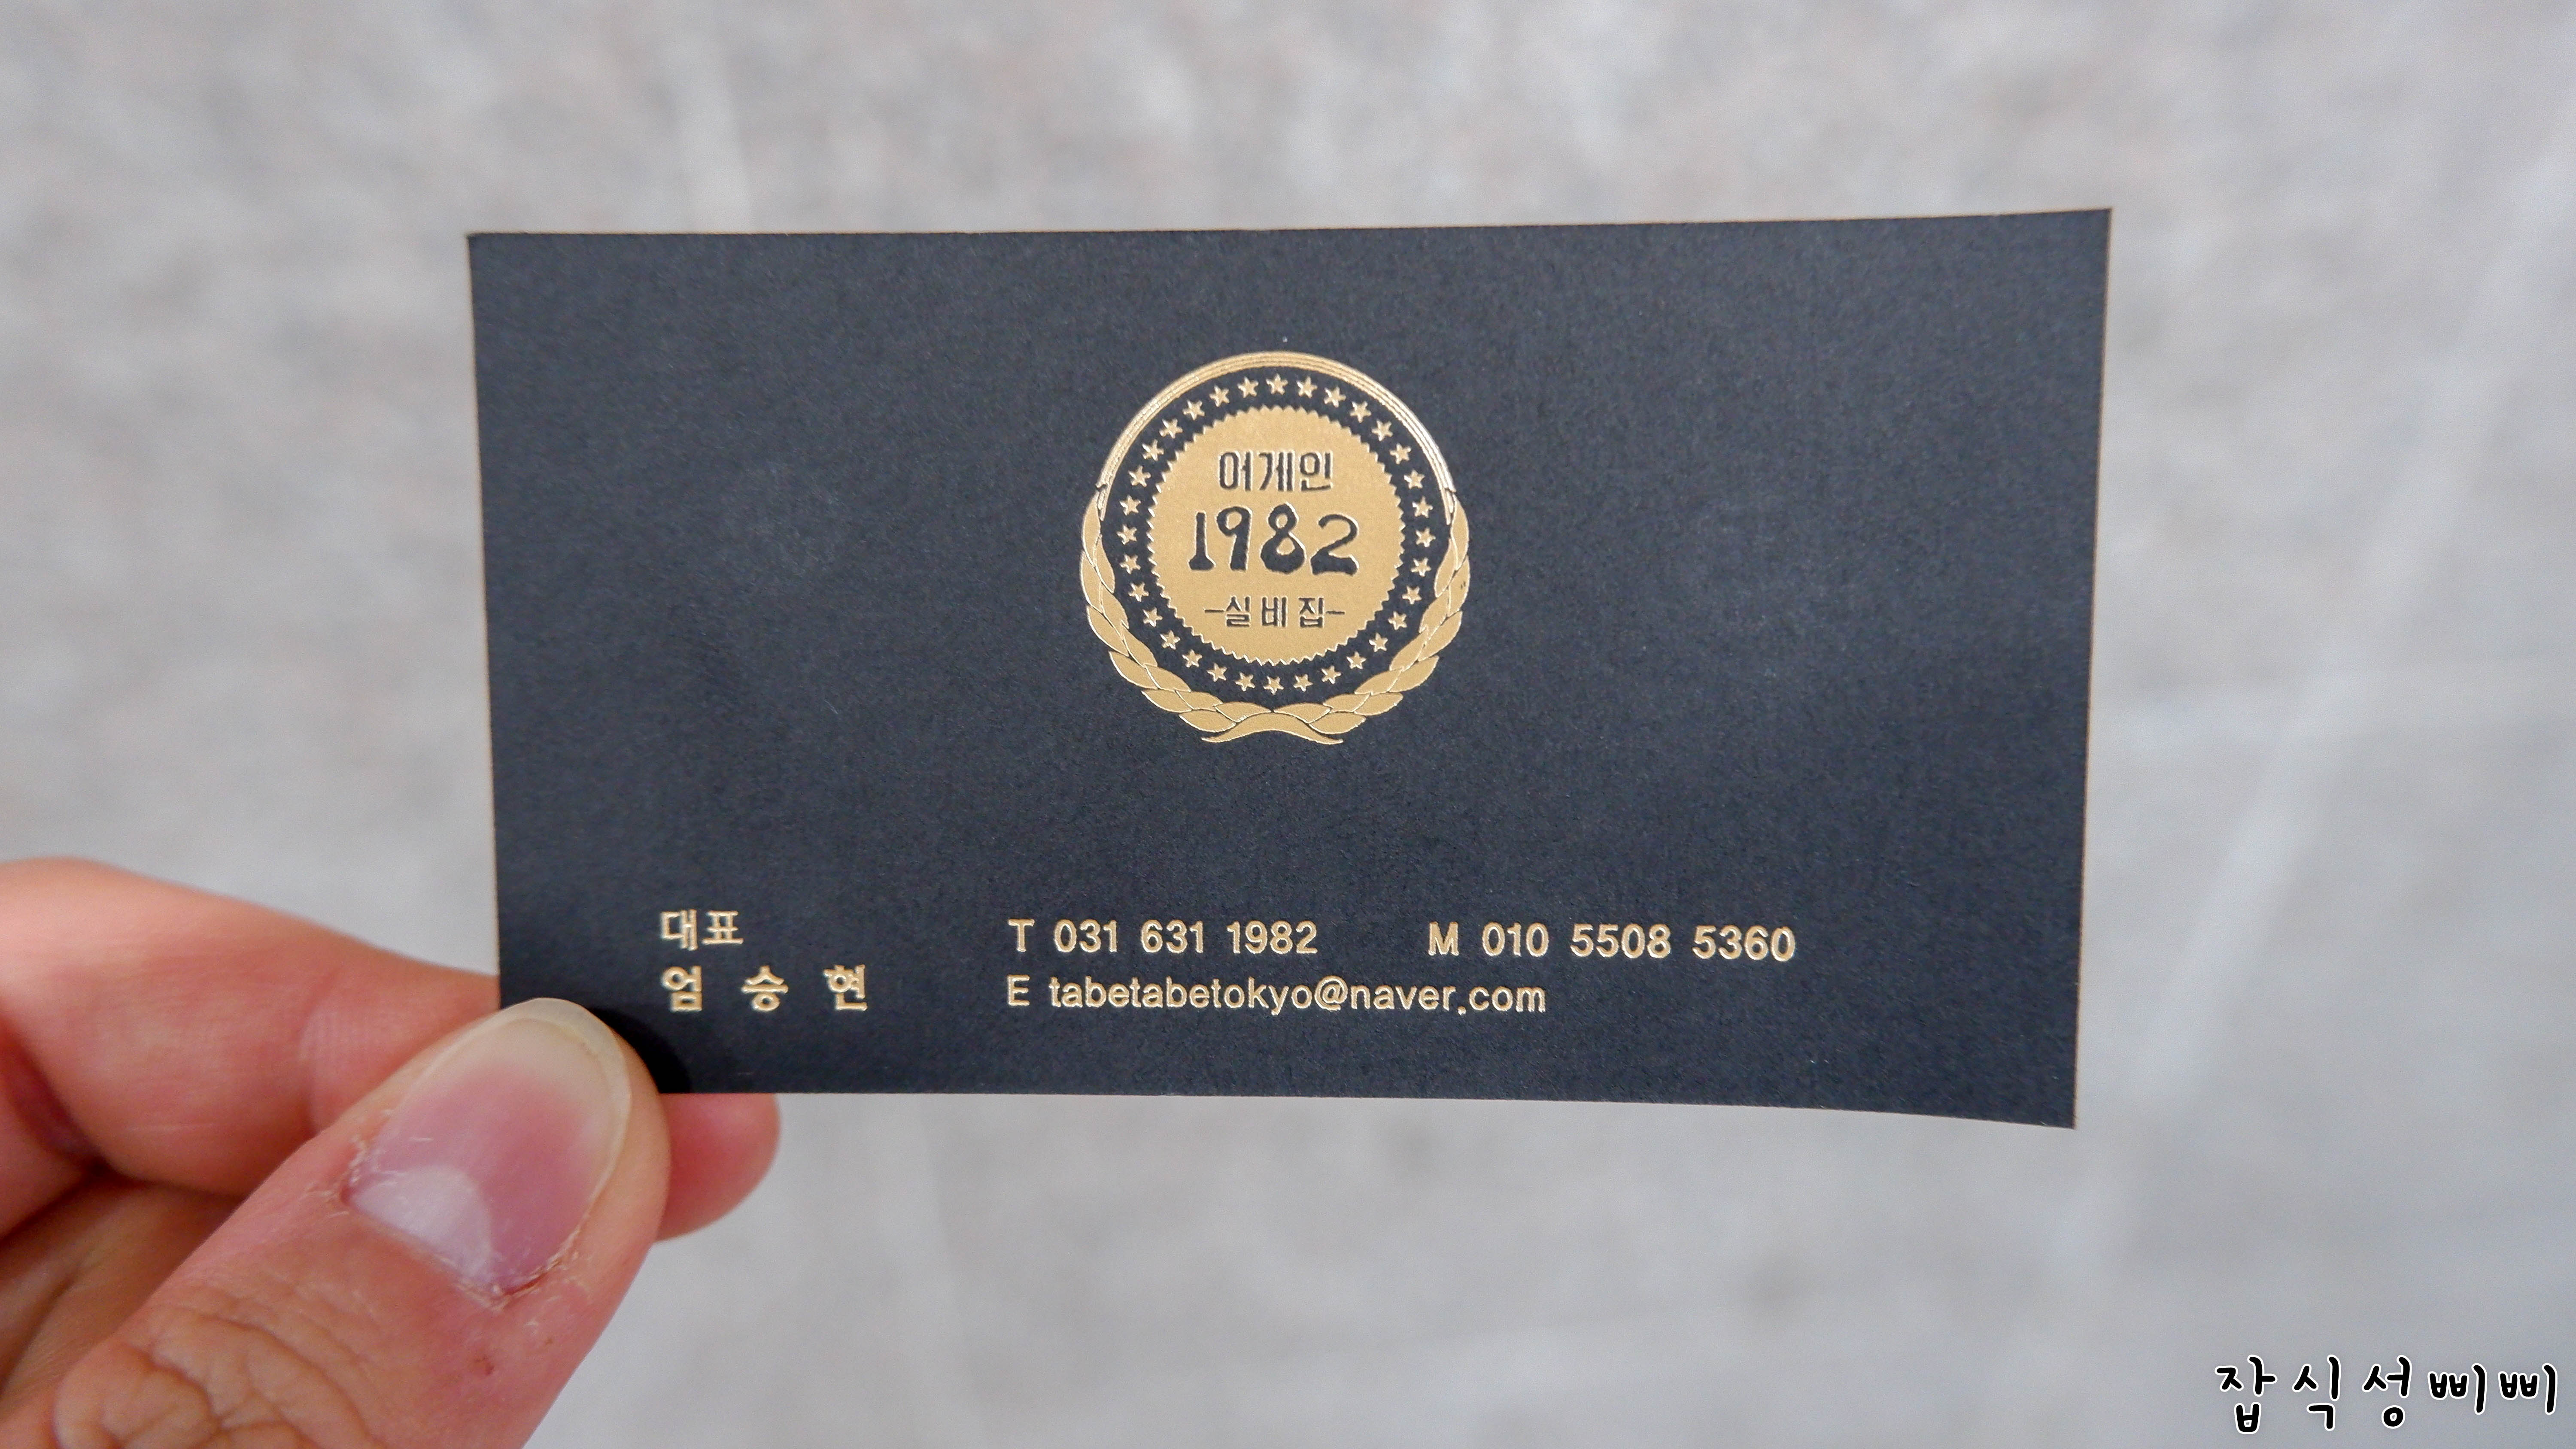 어게인
1982
-실비집-
대표
엄 승 현
T 031 631 1982 M 010 5508 5360
E tabetabetokyo@naver.com
잡식성삐삐